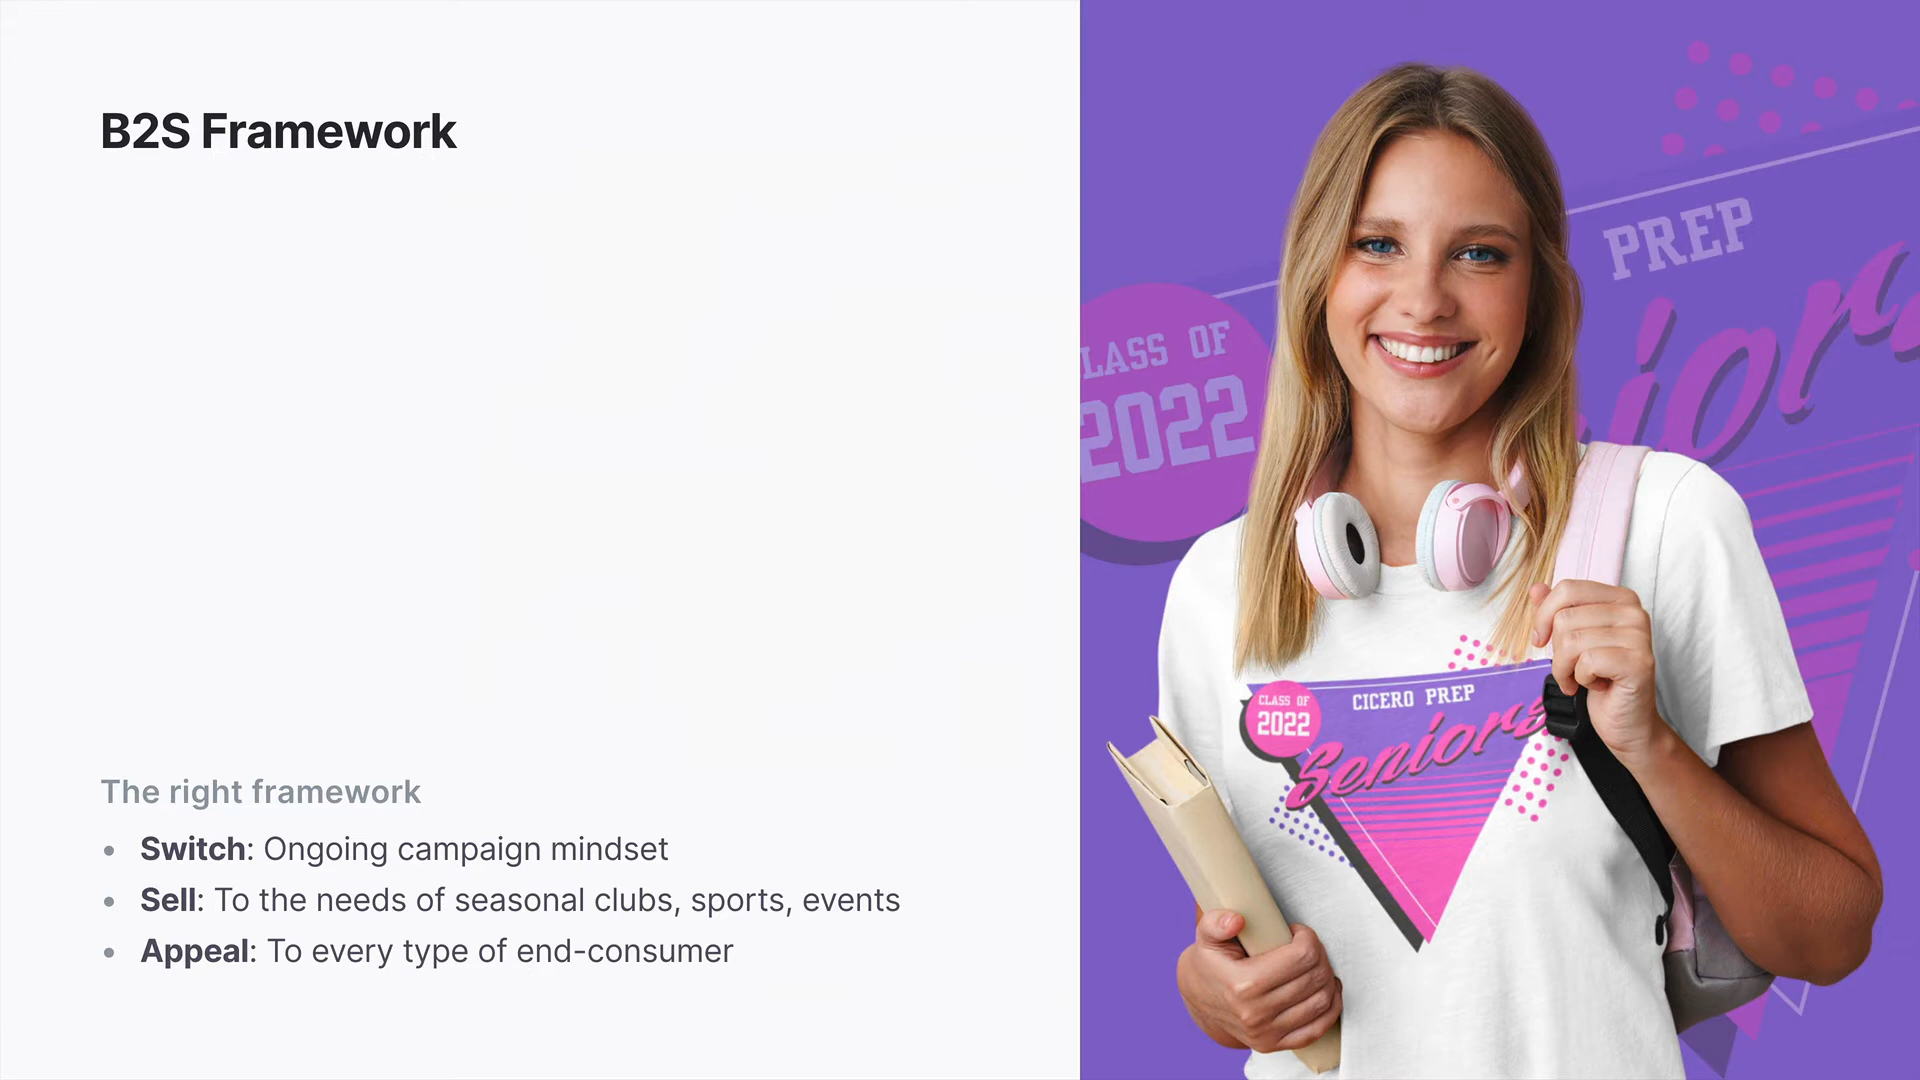 B2S Framework
The right framework
• Switch: Ongoing campaign mindset
• Sell: To the needs of seasonal clubs, sports, events
• Appeal: To every type of end-consumer
PREP
CLASS OF
2022
CLASS OF
2022
CICERO PREP
Seniors